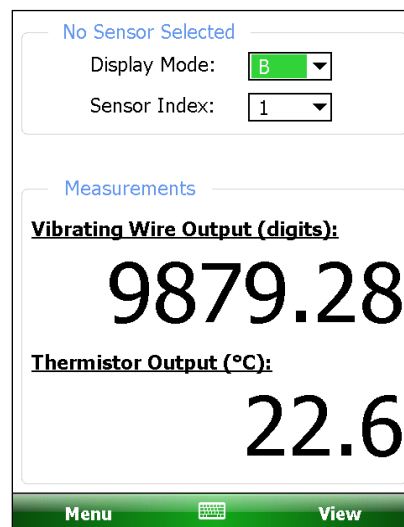 No Sensor Selected
Display Mode: B
Sensor Index: 1
Measurements
Vibrating Wire Output (digits):
9879.28
Thermistor Output (°C):
22.6
Menu View